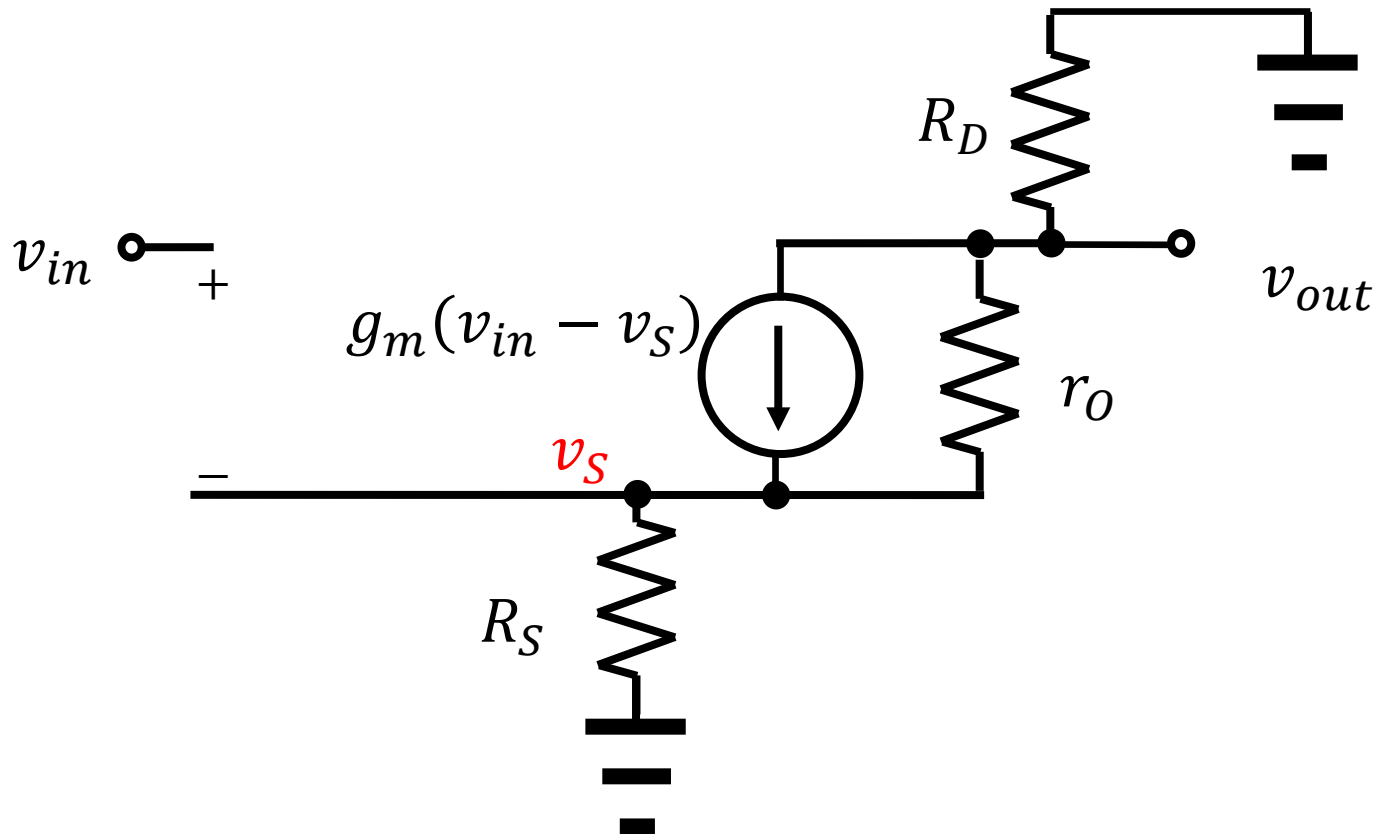 R_D
v_in
+
v_out
g_m(v_in − v_S)
r_O
v_S
−
R_S